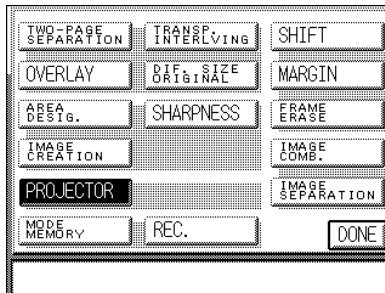 TWO-PAGE
SEPARATION
TRANSP.
INTERLVING
SHIFT
OVERLAY
DIF. SIZE
ORIGINAL
MARGIN
AREA
DESIG.
SHARPNESS
FRAME
ERASE
IMAGE
CREATION
IMAGE
COMB.
PROJECTOR
IMAGE
SEPARATION
MODE
MEMORY
REC.
DONE